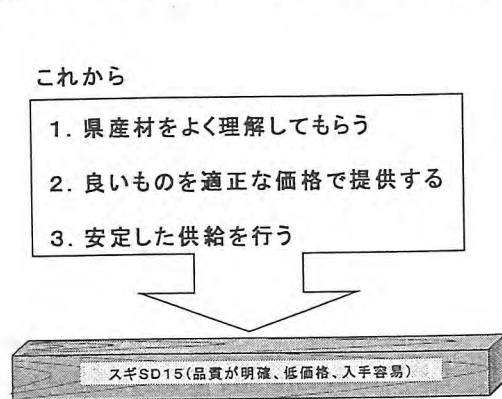 これから
1. 県産材をよく理解してもらう
2. 良いものを適正な価格で提供する
3. 安定した供給を行う
スギSD15(品質が明確、低価格、入手容易)